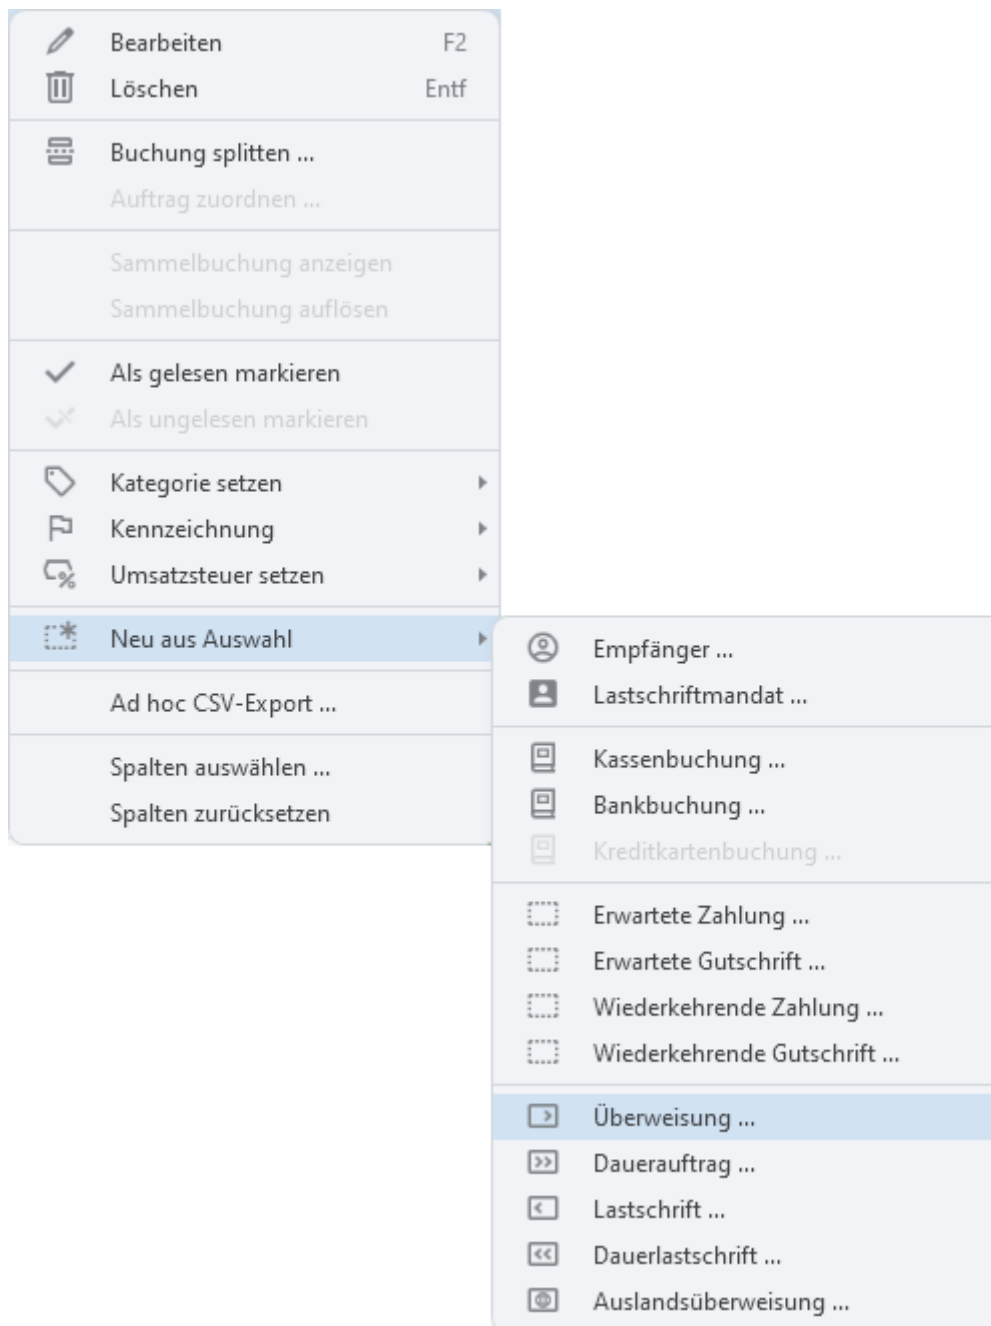 Bearbeiten F2
Löschen Entf
Buchung splitten ...
Auftrag zuordnen ...
Sammelbuchung anzeigen
Sammelbuchung auflösen
Als gelesen markieren
Als ungelesen markieren
Kategorie setzen
Kennzeichnung
Umsatzsteuer setzen
Neu aus Auswahl
Ad hoc CSV-Export ...
Spalten auswählen ...
Spalten zurücksetzen
Empfänger ...
Lastschriftmandat ...
Kassenbuchung ...
Bankbuchung ...
Kreditkartenbuchung ...
Erwartete Zahlung ...
Erwartete Gutschrift ...
Wiederkehrende Zahlung ...
Wiederkehrende Gutschrift ...
Überweisung ...
Dauerauftrag ...
Lastschrift ...
Dauerlastschrift ...
Auslandsüberweisung ...